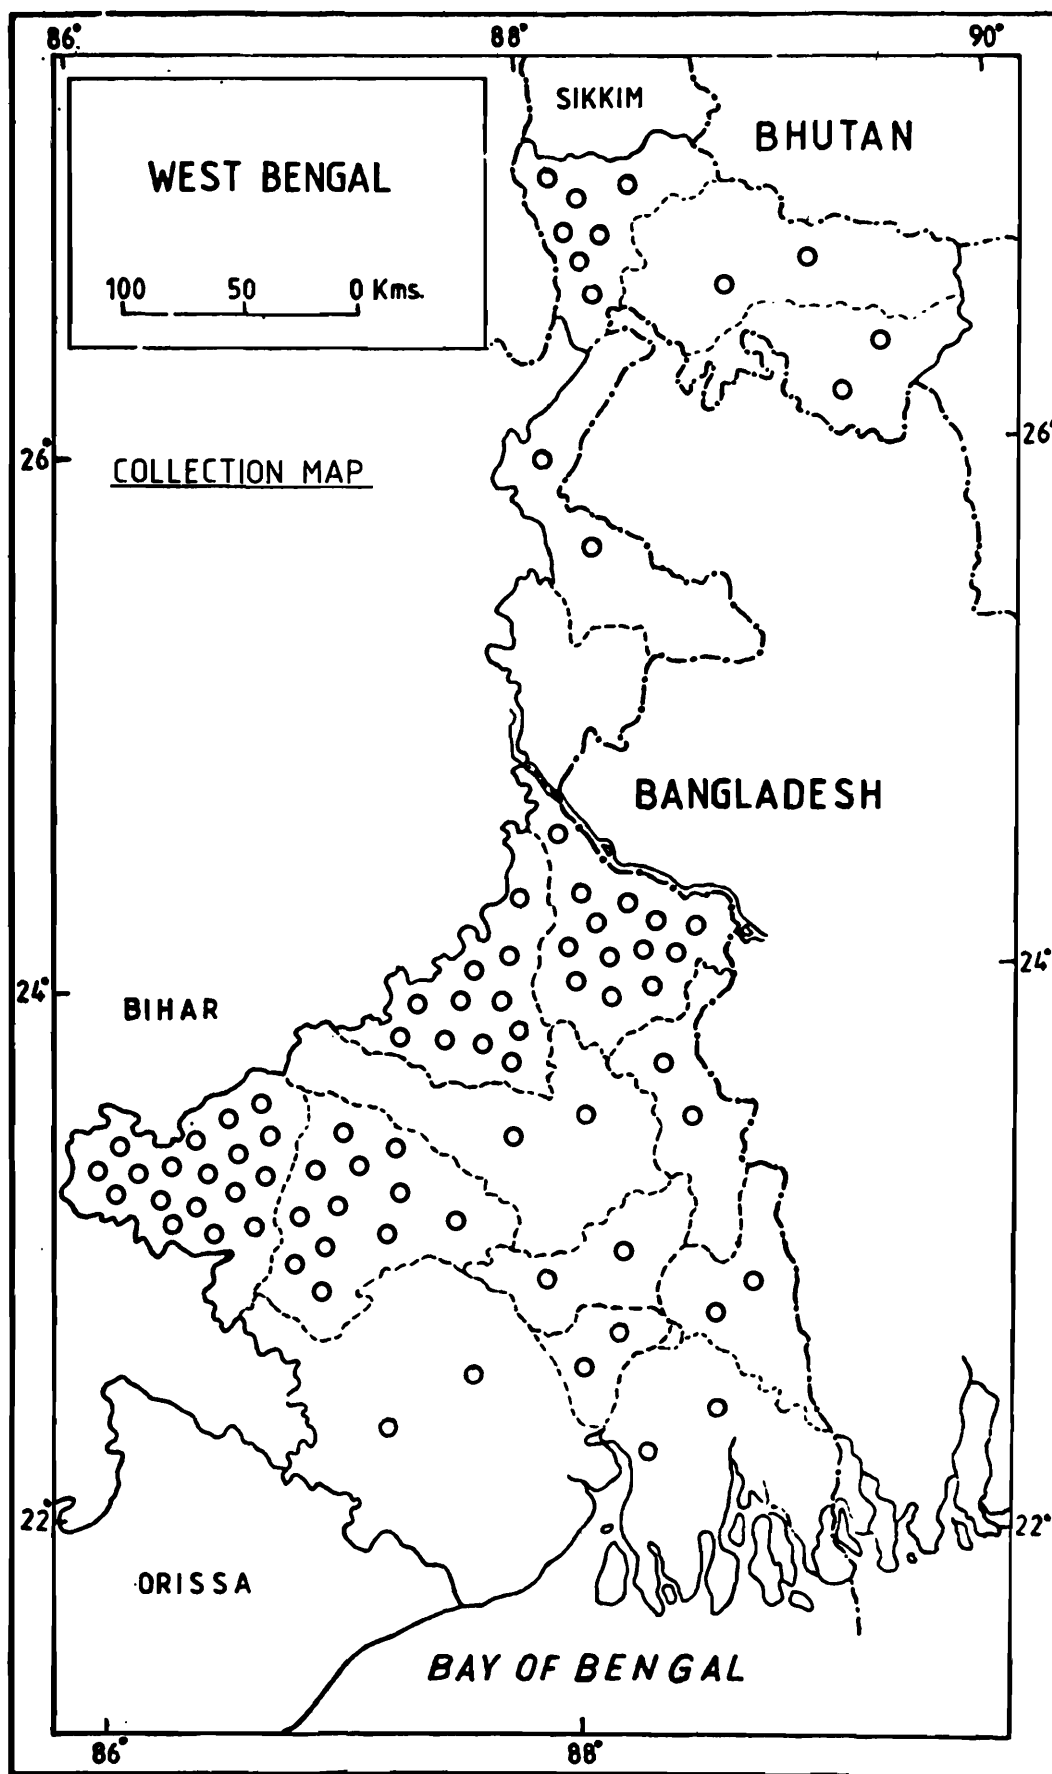 86° 88° 90°
SIKKIM
BHUTAN
WEST BENGAL
100 50 0 Kms.
26° 26°
COLLECTION MAP
BANGLADESH
24° 24°
BIHAR
22° 22°
ORISSA
BAY OF BENGAL
86° 88°